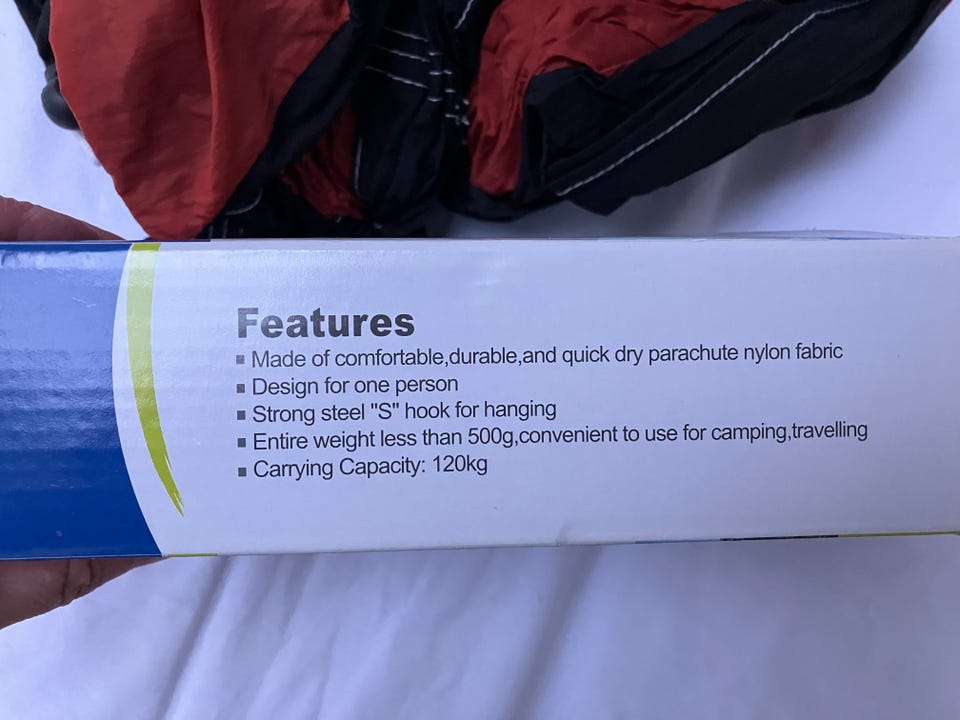 Features
▪ Made of comfortable,durable,and quick dry parachute nylon fabric
▪ Design for one person
▪ Strong steel "S" hook for hanging
▪ Entire weight less than 500g,convenient to use for camping,travelling
▪ Carrying Capacity: 120kg